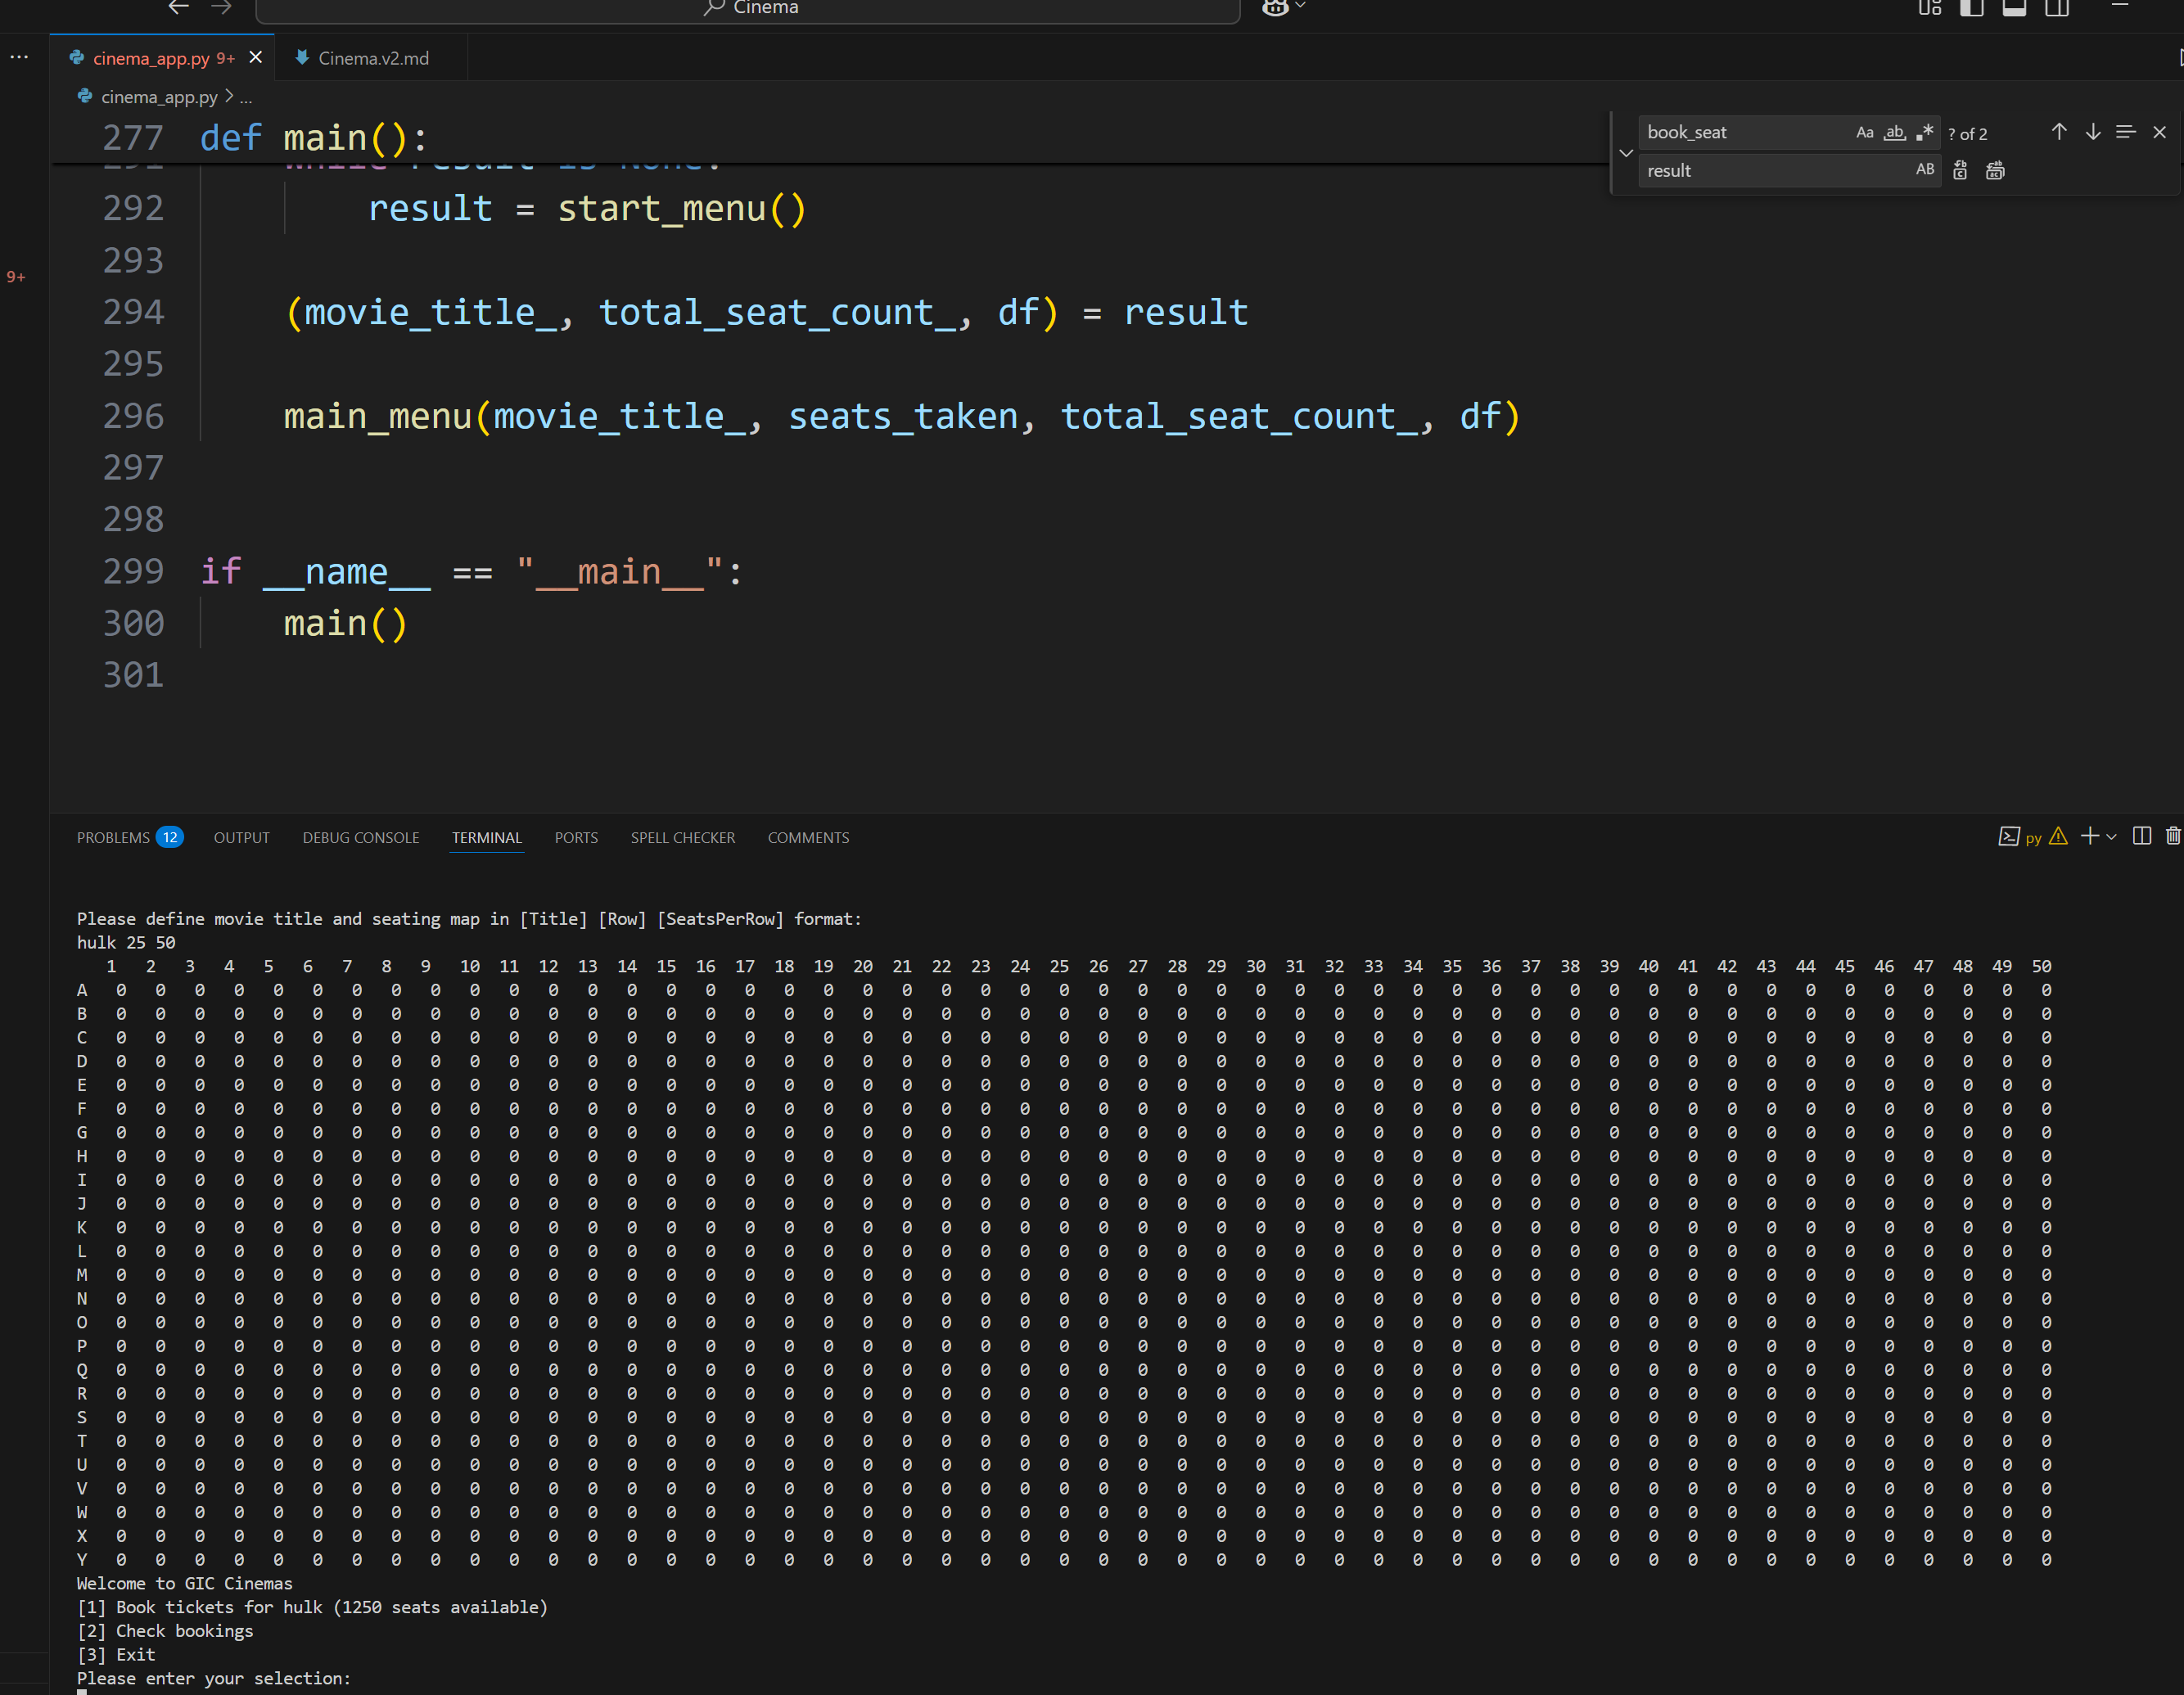 Cinema
cinema_app.py 9+
Cinema.v2.md
cinema_app.py > ...
book_seat
Aa
ab
.*
? of 2
result
AB
9+
277 def main():
291 while result is None:
292 result = start_menu()
293
294 (movie_title_, total_seat_count_, df) = result
295
296 main_menu(movie_title_, seats_taken, total_seat_count_, df)
297
298
299 if __name__ == "__main__":
300 main()
301
PROBLEMS 12 OUTPUT DEBUG CONSOLE TERMINAL PORTS SPELL CHECKER COMMENTS
py
Please define movie title and seating map in [Title] [Row] [SeatsPerRow] format:
hulk 25 50
1 2 3 4 5 6 7 8 9 10 11 12 13 14 15 16 17 18 19 20 21 22 23 24 25 26 27 28 29 30 31 32 33 34 35 36 37 38 39 40 41 42 43 44 45 46 47 48 49 50
A 0 0 0 0 0 0 0 0 0 0 0 0 0 0 0 0 0 0 0 0 0 0 0 0 0 0 0 0 0 0 0 0 0 0 0 0 0 0 0 0 0 0 0 0 0 0 0 0 0 0
B 0 0 0 0 0 0 0 0 0 0 0 0 0 0 0 0 0 0 0 0 0 0 0 0 0 0 0 0 0 0 0 0 0 0 0 0 0 0 0 0 0 0 0 0 0 0 0 0 0 0
C 0 0 0 0 0 0 0 0 0 0 0 0 0 0 0 0 0 0 0 0 0 0 0 0 0 0 0 0 0 0 0 0 0 0 0 0 0 0 0 0 0 0 0 0 0 0 0 0 0 0
D 0 0 0 0 0 0 0 0 0 0 0 0 0 0 0 0 0 0 0 0 0 0 0 0 0 0 0 0 0 0 0 0 0 0 0 0 0 0 0 0 0 0 0 0 0 0 0 0 0 0
E 0 0 0 0 0 0 0 0 0 0 0 0 0 0 0 0 0 0 0 0 0 0 0 0 0 0 0 0 0 0 0 0 0 0 0 0 0 0 0 0 0 0 0 0 0 0 0 0 0 0
F 0 0 0 0 0 0 0 0 0 0 0 0 0 0 0 0 0 0 0 0 0 0 0 0 0 0 0 0 0 0 0 0 0 0 0 0 0 0 0 0 0 0 0 0 0 0 0 0 0 0
G 0 0 0 0 0 0 0 0 0 0 0 0 0 0 0 0 0 0 0 0 0 0 0 0 0 0 0 0 0 0 0 0 0 0 0 0 0 0 0 0 0 0 0 0 0 0 0 0 0 0
H 0 0 0 0 0 0 0 0 0 0 0 0 0 0 0 0 0 0 0 0 0 0 0 0 0 0 0 0 0 0 0 0 0 0 0 0 0 0 0 0 0 0 0 0 0 0 0 0 0 0
I 0 0 0 0 0 0 0 0 0 0 0 0 0 0 0 0 0 0 0 0 0 0 0 0 0 0 0 0 0 0 0 0 0 0 0 0 0 0 0 0 0 0 0 0 0 0 0 0 0 0
J 0 0 0 0 0 0 0 0 0 0 0 0 0 0 0 0 0 0 0 0 0 0 0 0 0 0 0 0 0 0 0 0 0 0 0 0 0 0 0 0 0 0 0 0 0 0 0 0 0 0
K 0 0 0 0 0 0 0 0 0 0 0 0 0 0 0 0 0 0 0 0 0 0 0 0 0 0 0 0 0 0 0 0 0 0 0 0 0 0 0 0 0 0 0 0 0 0 0 0 0 0
L 0 0 0 0 0 0 0 0 0 0 0 0 0 0 0 0 0 0 0 0 0 0 0 0 0 0 0 0 0 0 0 0 0 0 0 0 0 0 0 0 0 0 0 0 0 0 0 0 0 0
M 0 0 0 0 0 0 0 0 0 0 0 0 0 0 0 0 0 0 0 0 0 0 0 0 0 0 0 0 0 0 0 0 0 0 0 0 0 0 0 0 0 0 0 0 0 0 0 0 0 0
N 0 0 0 0 0 0 0 0 0 0 0 0 0 0 0 0 0 0 0 0 0 0 0 0 0 0 0 0 0 0 0 0 0 0 0 0 0 0 0 0 0 0 0 0 0 0 0 0 0 0
O 0 0 0 0 0 0 0 0 0 0 0 0 0 0 0 0 0 0 0 0 0 0 0 0 0 0 0 0 0 0 0 0 0 0 0 0 0 0 0 0 0 0 0 0 0 0 0 0 0 0
P 0 0 0 0 0 0 0 0 0 0 0 0 0 0 0 0 0 0 0 0 0 0 0 0 0 0 0 0 0 0 0 0 0 0 0 0 0 0 0 0 0 0 0 0 0 0 0 0 0 0
Q 0 0 0 0 0 0 0 0 0 0 0 0 0 0 0 0 0 0 0 0 0 0 0 0 0 0 0 0 0 0 0 0 0 0 0 0 0 0 0 0 0 0 0 0 0 0 0 0 0 0
R 0 0 0 0 0 0 0 0 0 0 0 0 0 0 0 0 0 0 0 0 0 0 0 0 0 0 0 0 0 0 0 0 0 0 0 0 0 0 0 0 0 0 0 0 0 0 0 0 0 0
S 0 0 0 0 0 0 0 0 0 0 0 0 0 0 0 0 0 0 0 0 0 0 0 0 0 0 0 0 0 0 0 0 0 0 0 0 0 0 0 0 0 0 0 0 0 0 0 0 0 0
T 0 0 0 0 0 0 0 0 0 0 0 0 0 0 0 0 0 0 0 0 0 0 0 0 0 0 0 0 0 0 0 0 0 0 0 0 0 0 0 0 0 0 0 0 0 0 0 0 0 0
U 0 0 0 0 0 0 0 0 0 0 0 0 0 0 0 0 0 0 0 0 0 0 0 0 0 0 0 0 0 0 0 0 0 0 0 0 0 0 0 0 0 0 0 0 0 0 0 0 0 0
V 0 0 0 0 0 0 0 0 0 0 0 0 0 0 0 0 0 0 0 0 0 0 0 0 0 0 0 0 0 0 0 0 0 0 0 0 0 0 0 0 0 0 0 0 0 0 0 0 0 0
W 0 0 0 0 0 0 0 0 0 0 0 0 0 0 0 0 0 0 0 0 0 0 0 0 0 0 0 0 0 0 0 0 0 0 0 0 0 0 0 0 0 0 0 0 0 0 0 0 0 0
X 0 0 0 0 0 0 0 0 0 0 0 0 0 0 0 0 0 0 0 0 0 0 0 0 0 0 0 0 0 0 0 0 0 0 0 0 0 0 0 0 0 0 0 0 0 0 0 0 0 0
Y 0 0 0 0 0 0 0 0 0 0 0 0 0 0 0 0 0 0 0 0 0 0 0 0 0 0 0 0 0 0 0 0 0 0 0 0 0 0 0 0 0 0 0 0 0 0 0 0 0 0
Welcome to GIC Cinemas
[1] Book tickets for hulk (1250 seats available)
[2] Check bookings
[3] Exit
Please enter your selection: